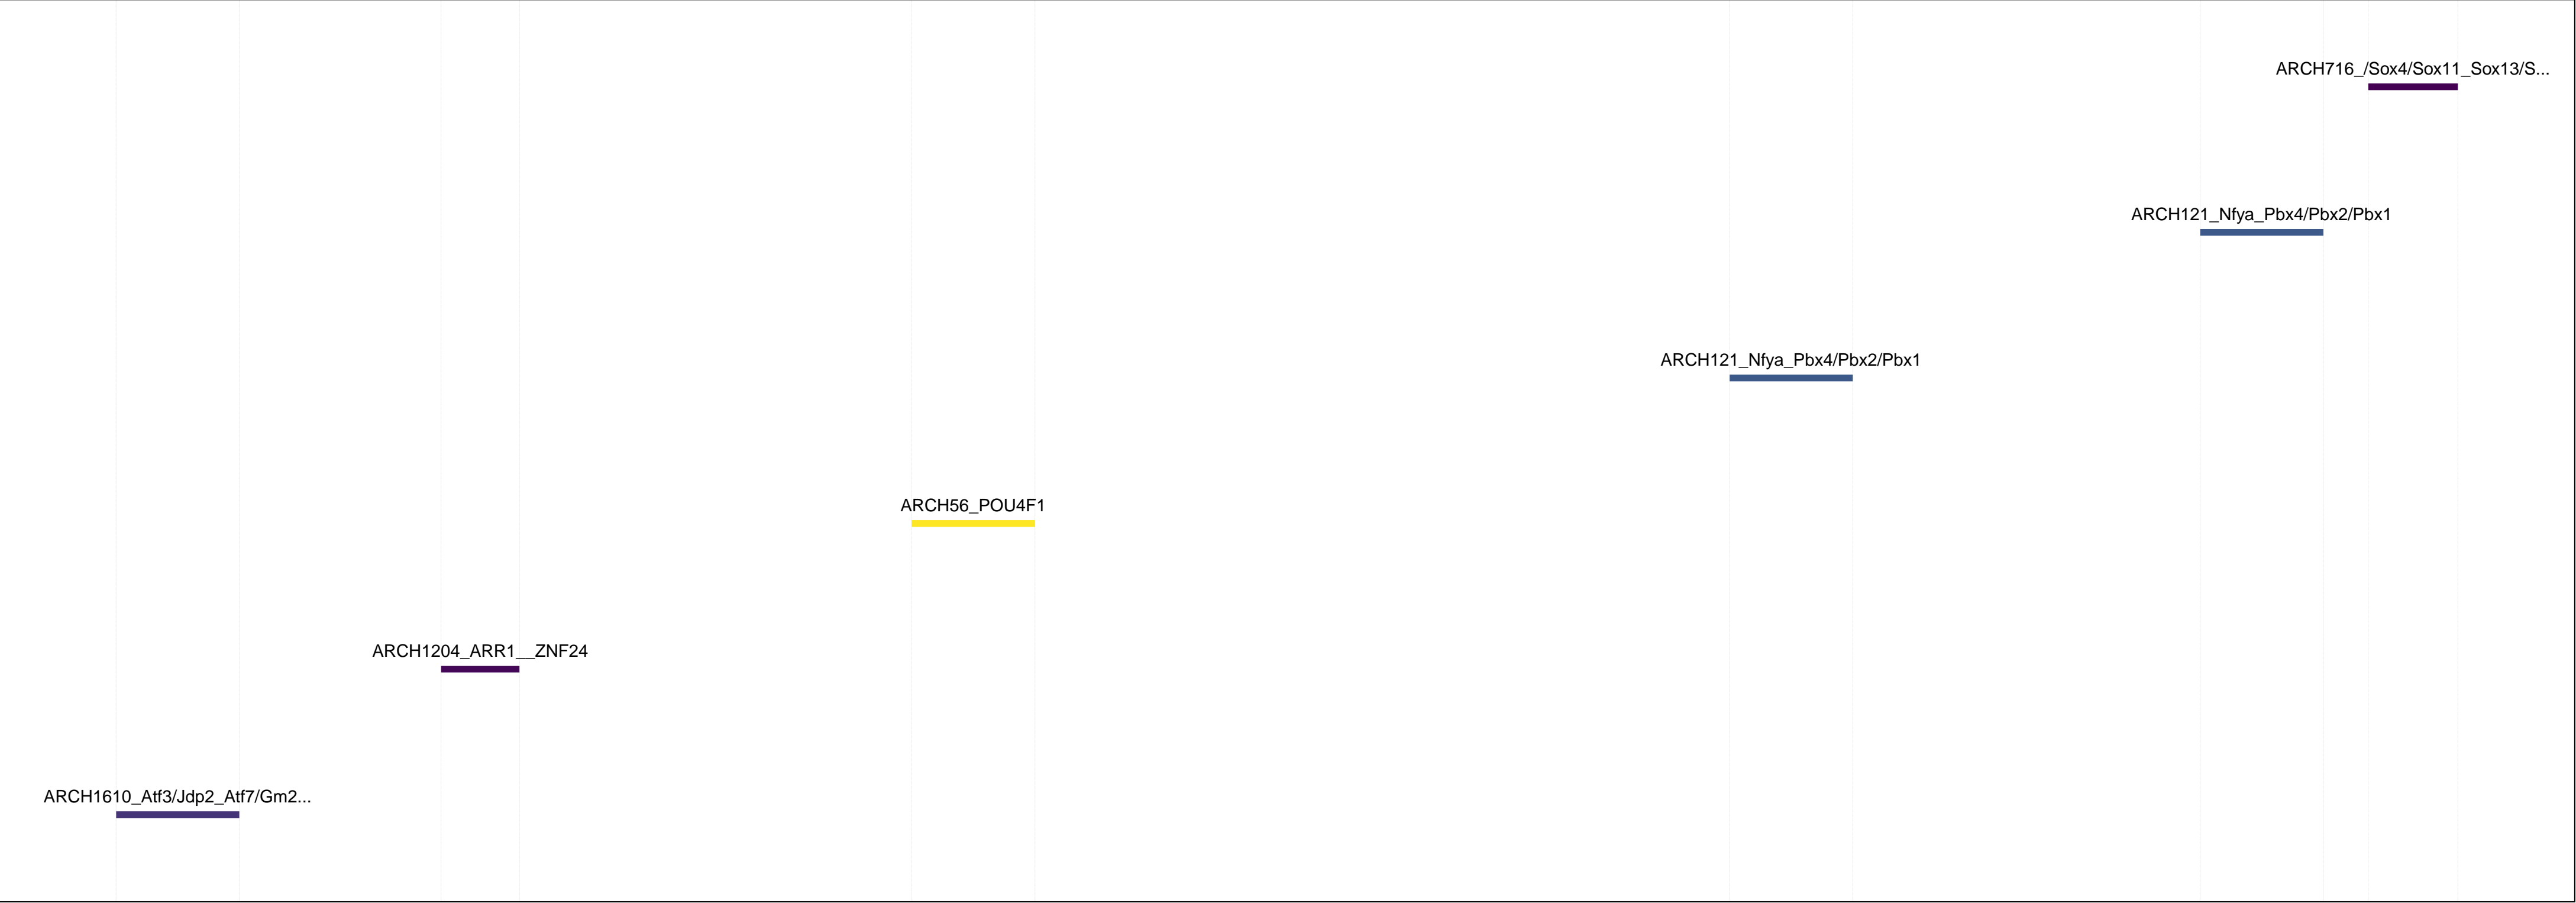 ARCH716_/Sox4/Sox11_Sox13/S...
ARCH121_Nfya_Pbx4/Pbx2/Pbx1
ARCH121_Nfya_Pbx4/Pbx2/Pbx1
ARCH56_POU4F1
ARCH1204_ARR1__ZNF24
ARCH1610_Atf3/Jdp2_Atf7/Gm2...